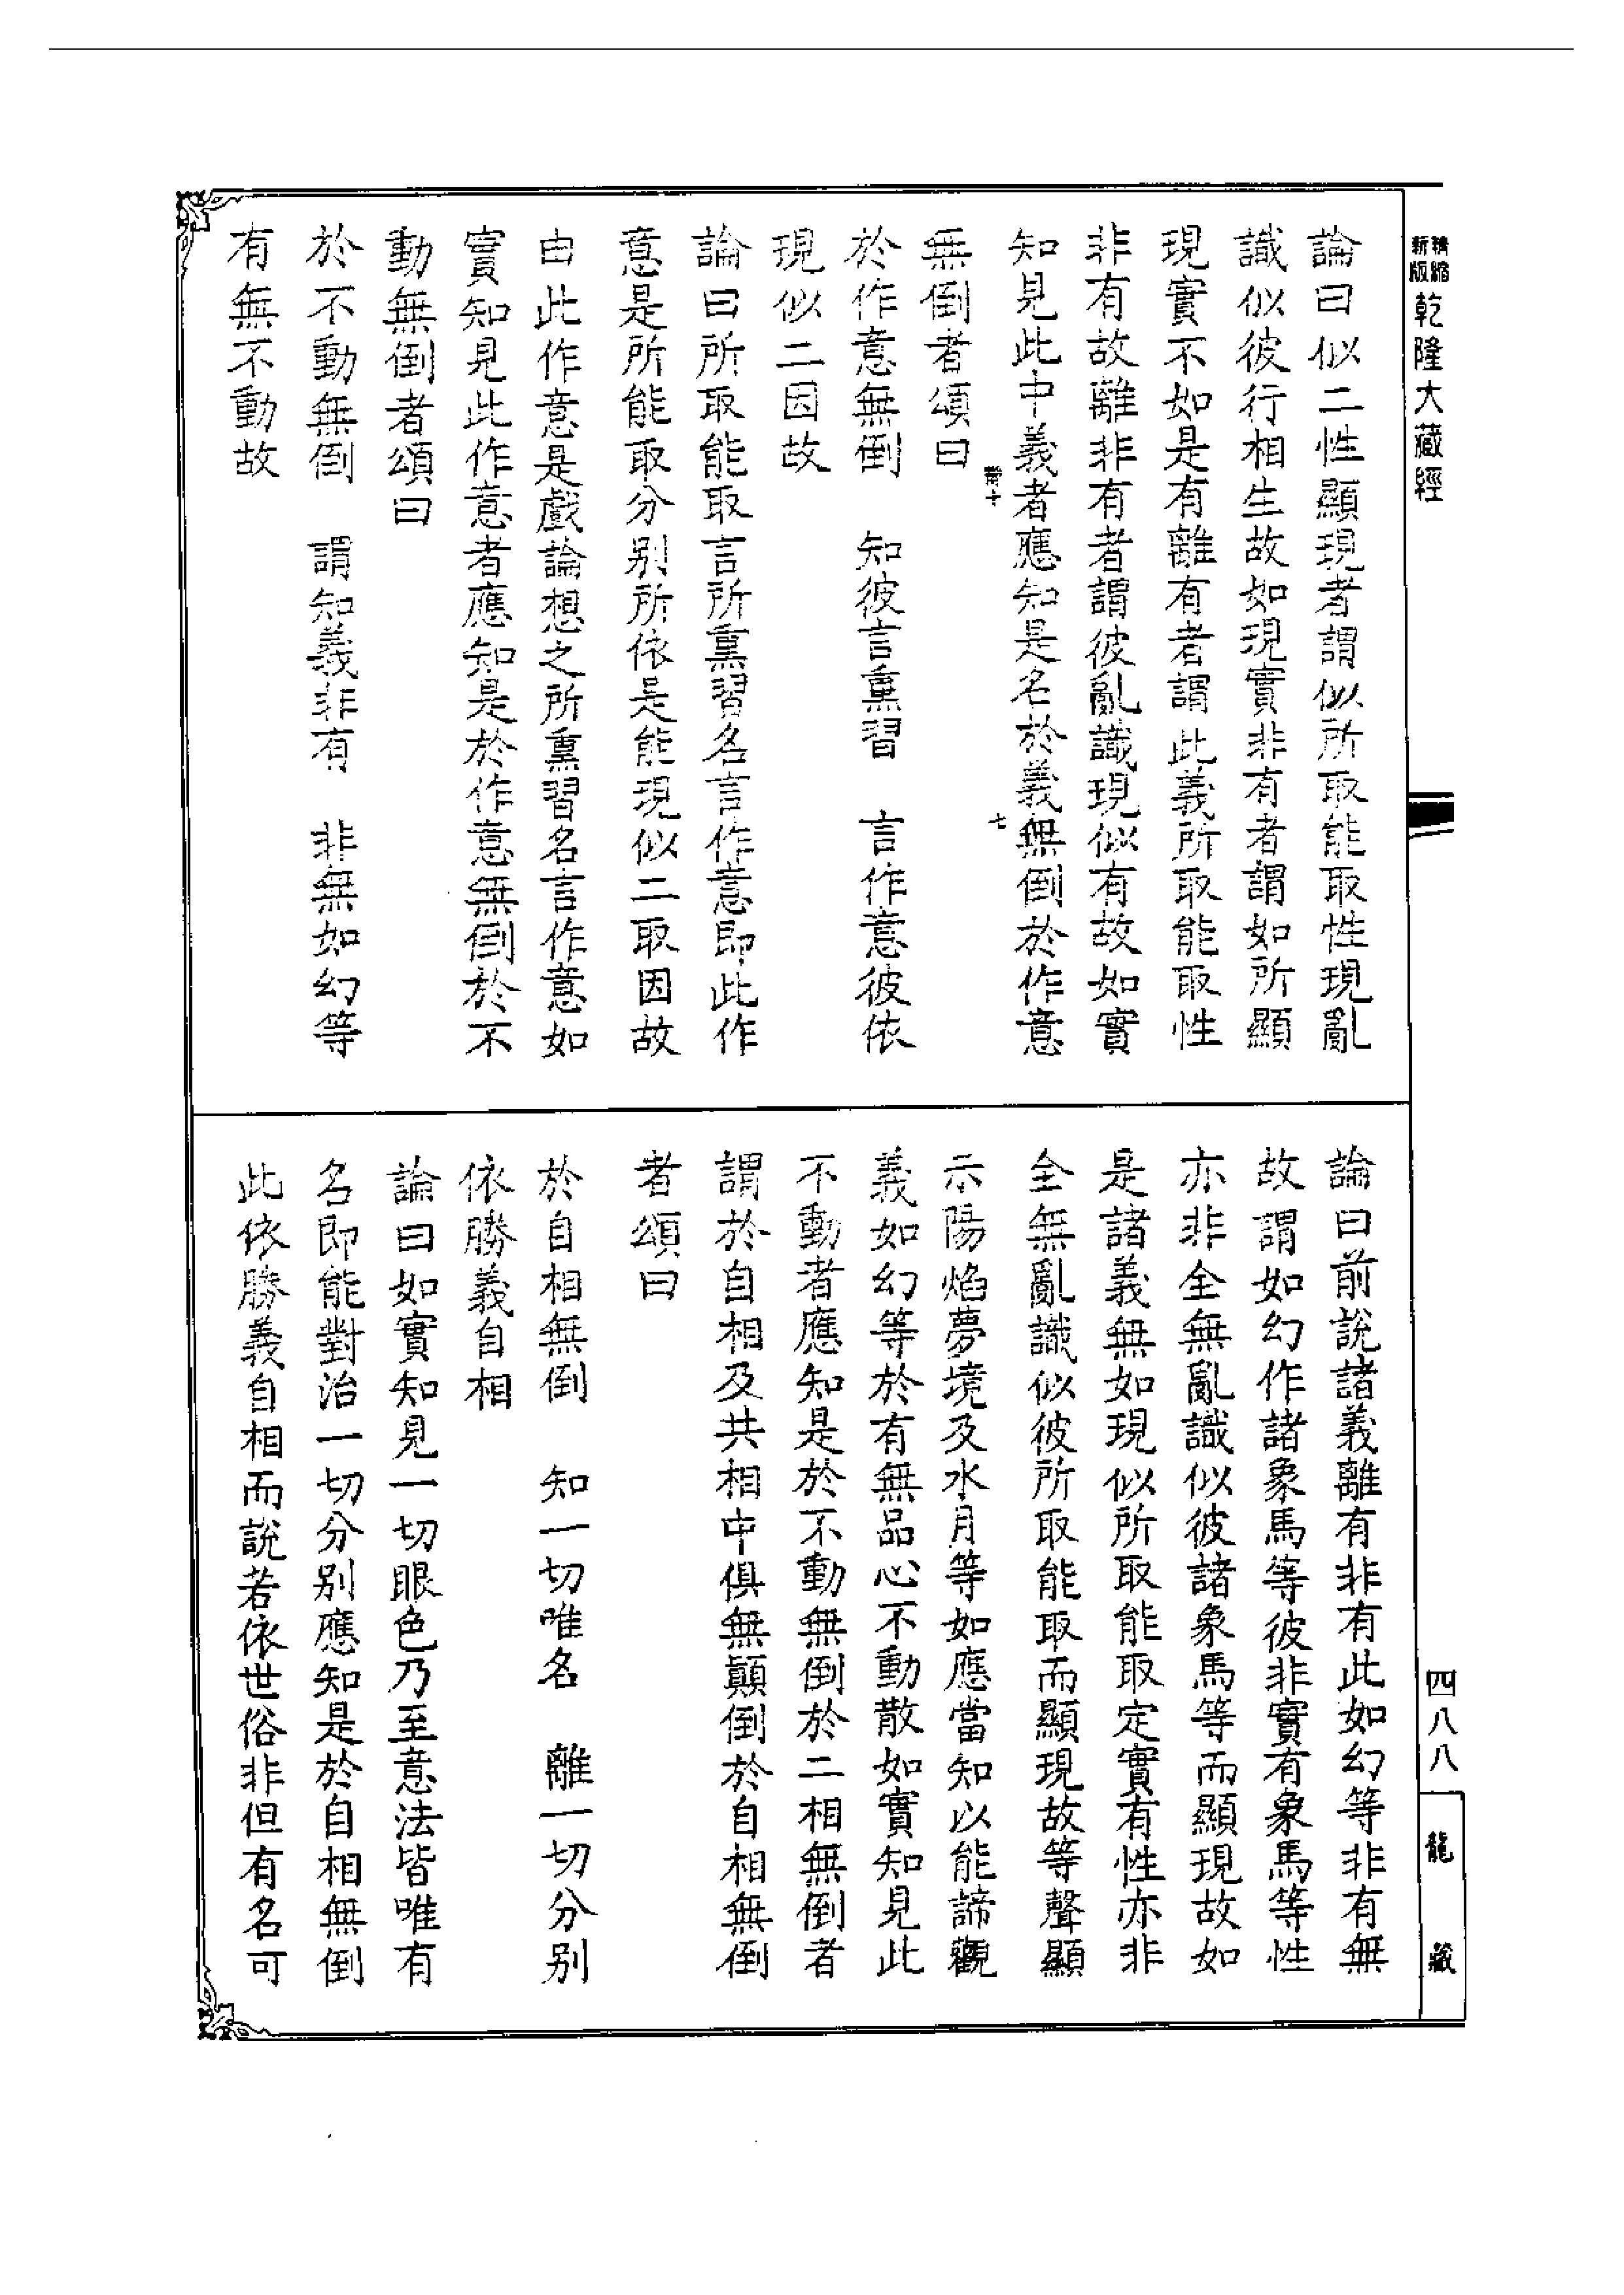 精縮新版乾隆大藏經
論曰似二性顯現者謂似所取能取性現亂
識似彼行相生故如現實非有者謂如所顯
現實不如是有離有者謂此義所取能取性
非有故離非有者謂彼亂識現似有故如實
知見此中義者應知是名於義無倒於作意
無倒者頌曰
於作意無倒　知彼言熏習　言作意彼依
現似二因故
論曰所取能取言所熏習名言作意即此作
意是所能取分別所依是能現似二取因故
由此作意是戲論想之所熏習名言作意如
實知見此作意者應知是於作意無倒於不
動無倒者頌曰
於不動無倒　謂知義非有　非無如幻等
有無不動故
論曰前說諸義離有非有此如幻等非有無
故謂如幻作諸象馬等彼非實有象馬等性
亦非全無亂識似彼諸象馬等而顯現故如
是諸義無如現似所取能取定實有性亦非
全無亂識似彼所取能取而顯現故等聲顯
示陽焰夢境及水月等如應當知以能諦觀
義如幻等於有無品心不動散如實知見此
不動者應知是於不動無倒於二相無倒者
謂於自相及共相中俱無顛倒於自相無倒
者頌曰
於自相無倒　知一切唯名　離一切分別
依勝義自相
論曰如實知見一切眼色乃至意法皆唯有
名即能對治一切分別應知是於自相無倒
此依勝義自相而說若依世俗非但有名可
四八八
龍藏